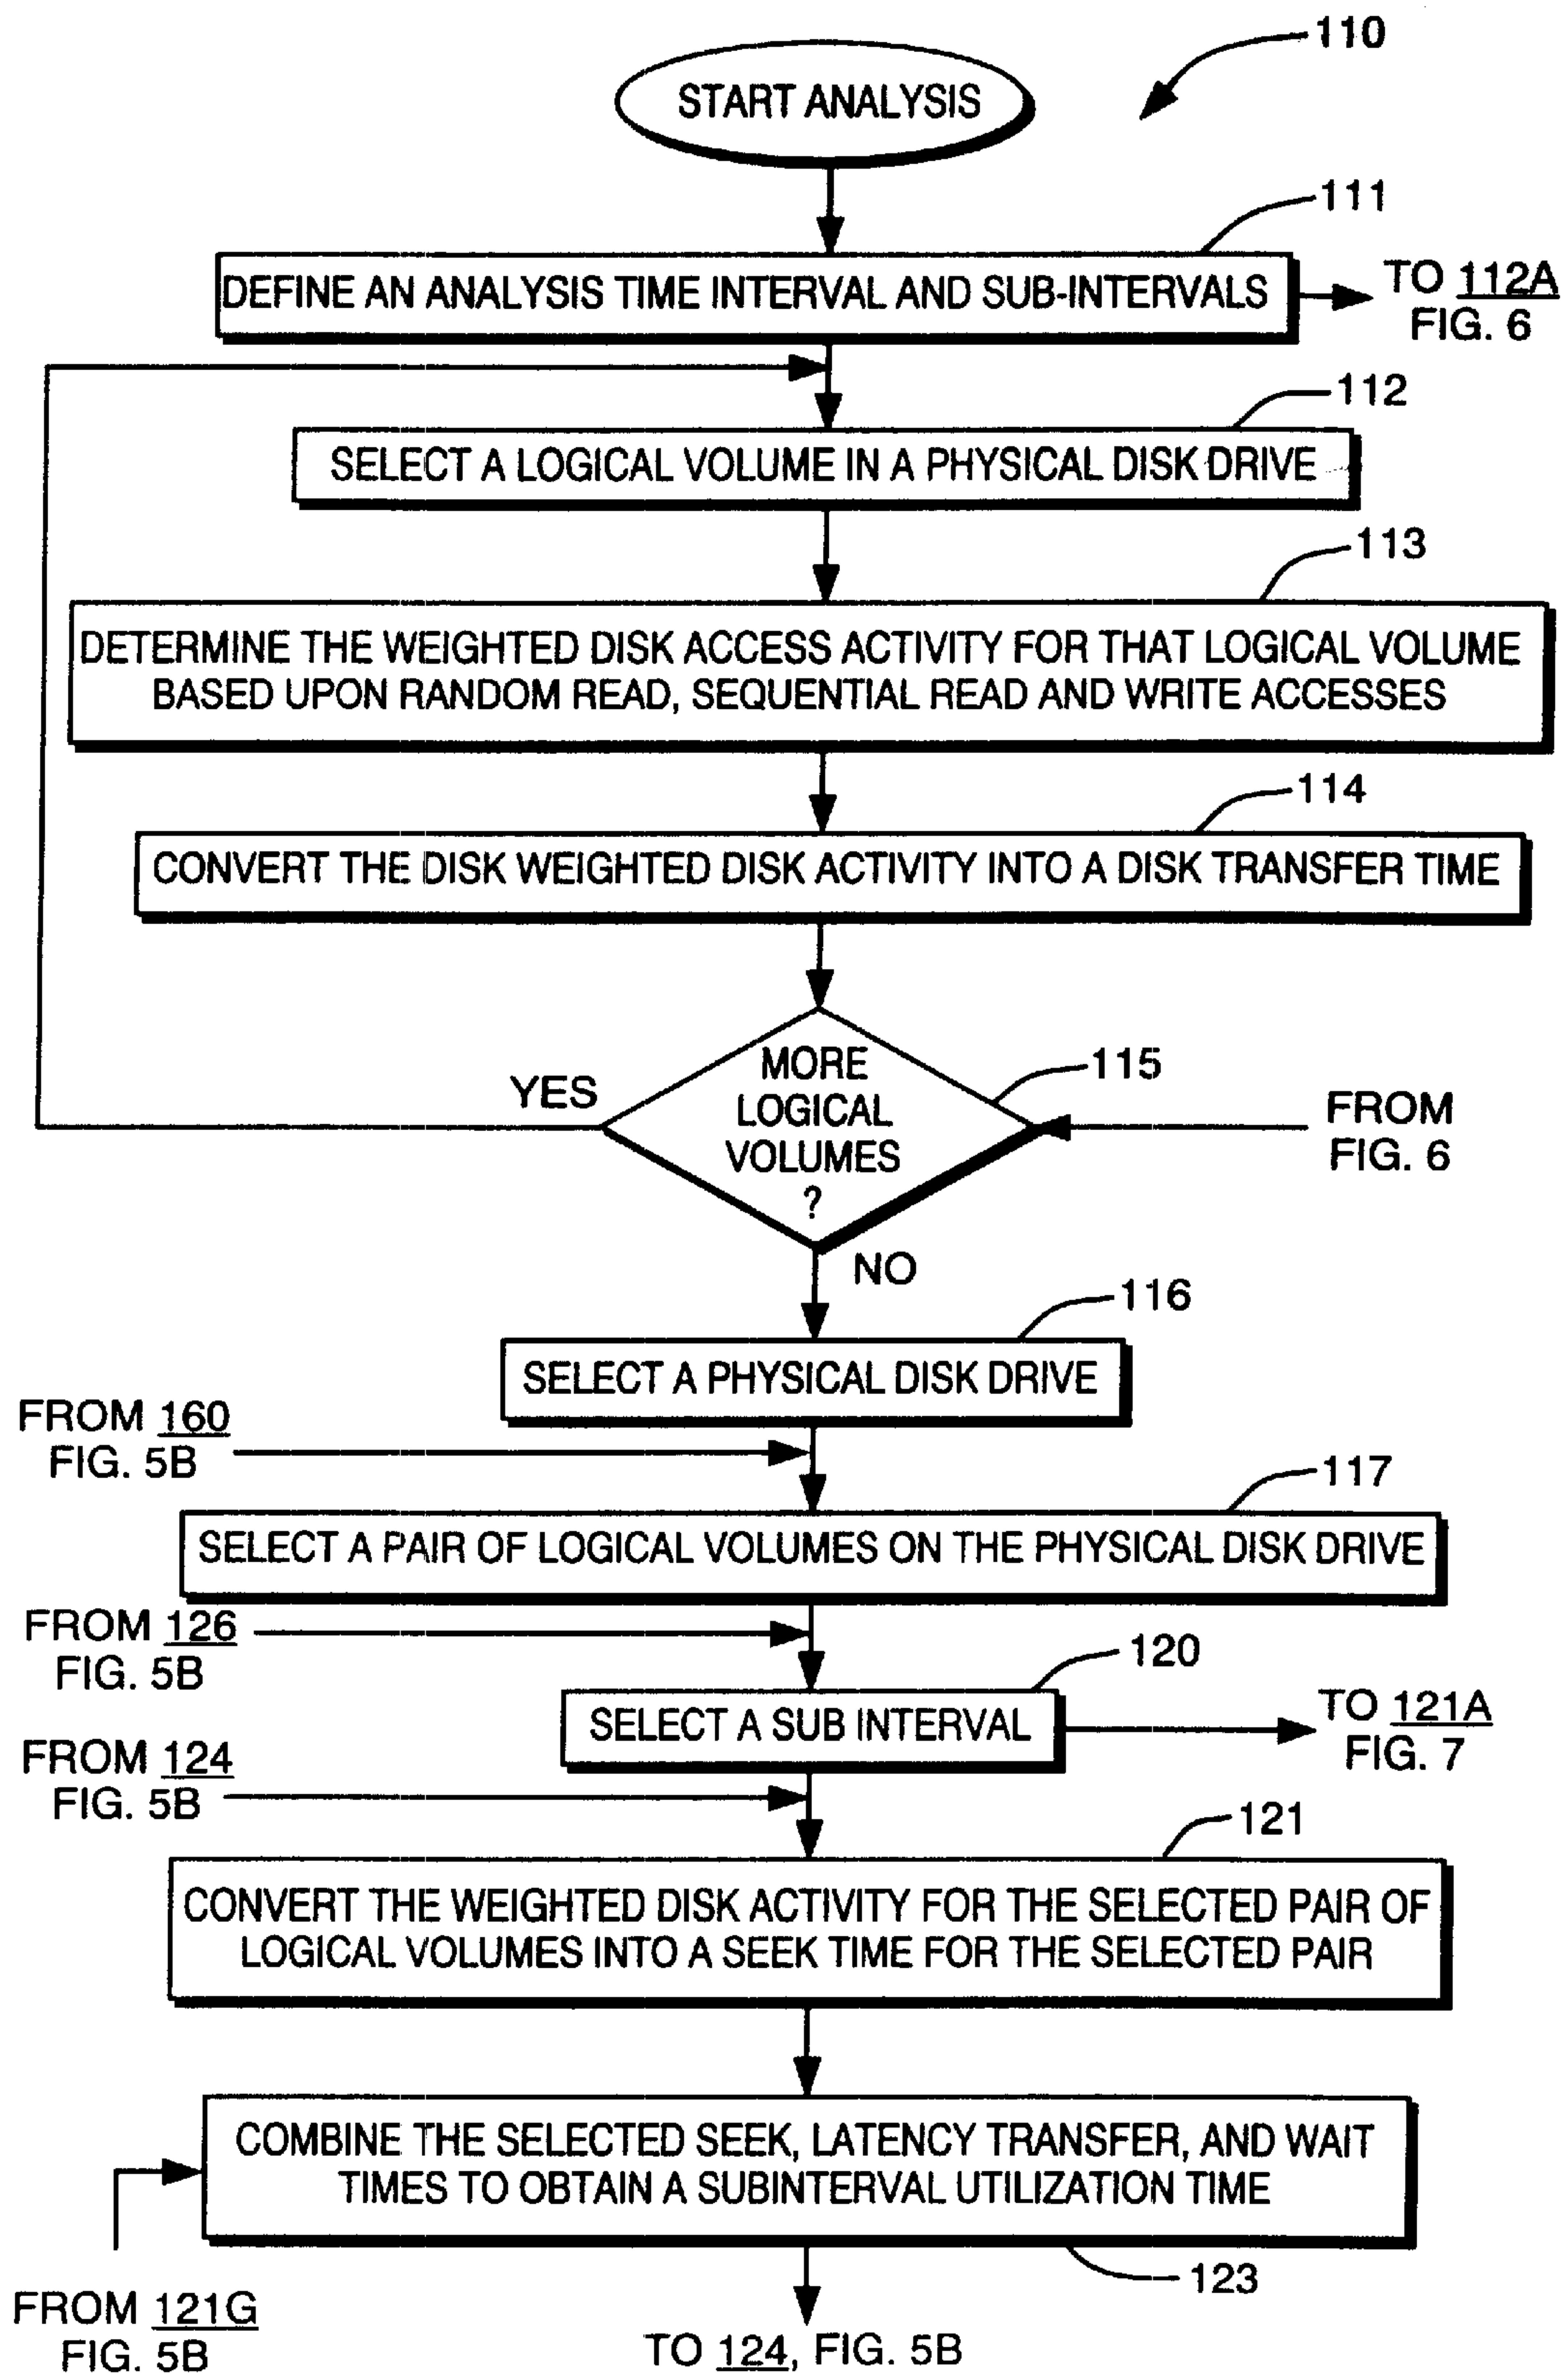 110
START ANALYSIS
111
DEFINE AN ANALYSIS TIME INTERVAL AND SUB-INTERVALS
TO 112A
FIG. 6
112
SELECT A LOGICAL VOLUME IN A PHYSICAL DISK DRIVE
113
DETERMINE THE WEIGHTED DISK ACCESS ACTIVITY FOR THAT LOGICAL VOLUME
BASED UPON RANDOM READ, SEQUENTIAL READ AND WRITE ACCESSES
114
CONVERT THE DISK WEIGHTED DISK ACTIVITY INTO A DISK TRANSFER TIME
115
MORE
LOGICAL
VOLUMES
?
YES
FROM
FIG. 6
NO
116
SELECT A PHYSICAL DISK DRIVE
FROM 160
FIG. 5B
117
SELECT A PAIR OF LOGICAL VOLUMES ON THE PHYSICAL DISK DRIVE
FROM 126
FIG. 5B
120
SELECT A SUB INTERVAL
TO 121A
FIG. 7
FROM 124
FIG. 5B
121
CONVERT THE WEIGHTED DISK ACTIVITY FOR THE SELECTED PAIR OF
LOGICAL VOLUMES INTO A SEEK TIME FOR THE SELECTED PAIR
COMBINE THE SELECTED SEEK, LATENCY TRANSFER, AND WAIT
TIMES TO OBTAIN A SUBINTERVAL UTILIZATION TIME
123
FROM 121G
FIG. 5B
TO 124, FIG. 5B